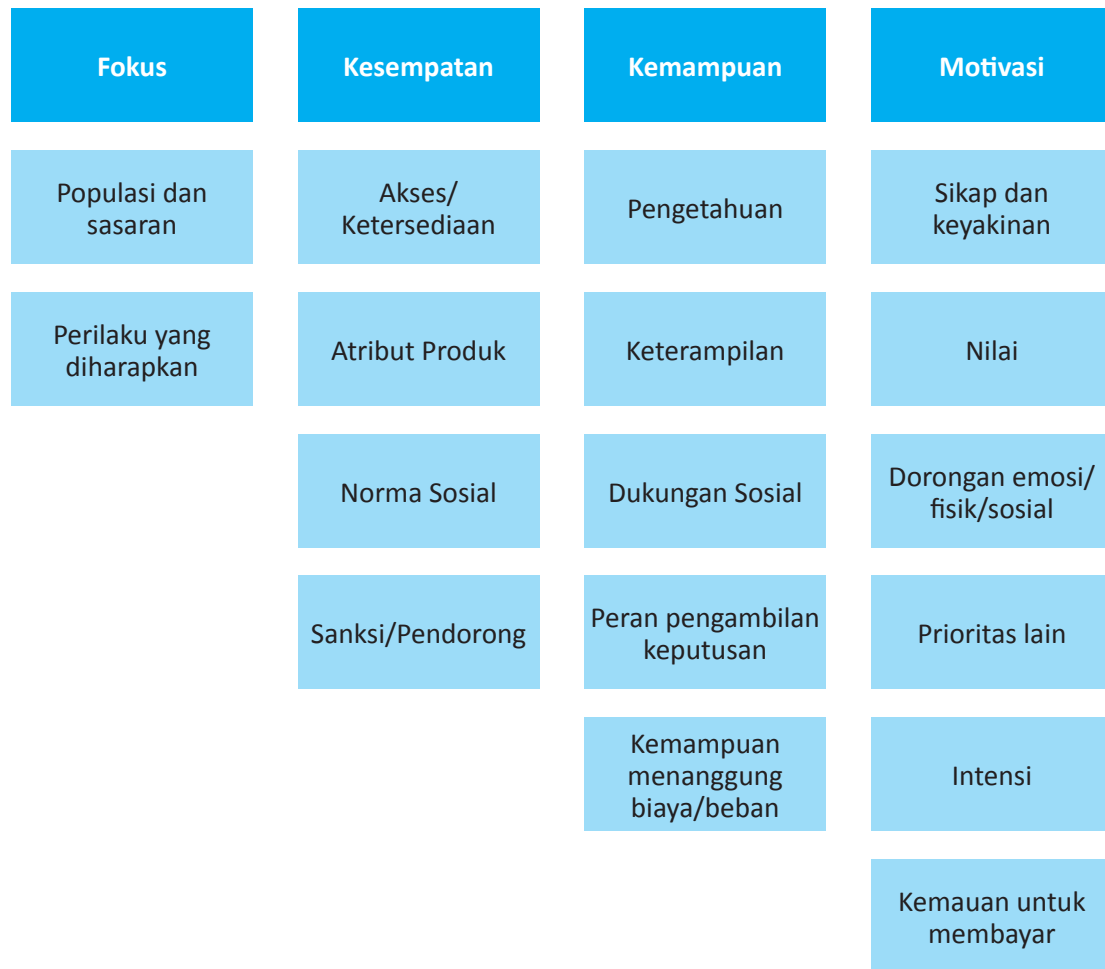 Fokus
Kesempatan
Kemampuan
Motivasi
Populasi dan
sasaran
Akses/
Ketersediaan
Pengetahuan
Sikap dan
keyakinan
Perilaku yang
diharapkan
Atribut Produk
Keterampilan
Nilai
Norma Sosial
Dukungan Sosial
Dorongan emosi/
fisik/sosial
Sanksi/Pendorong
Peran pengambilan
keputusan
Prioritas lain
Kemampuan
menanggung
biaya/beban
Intensi
Kemauan untuk
membayar